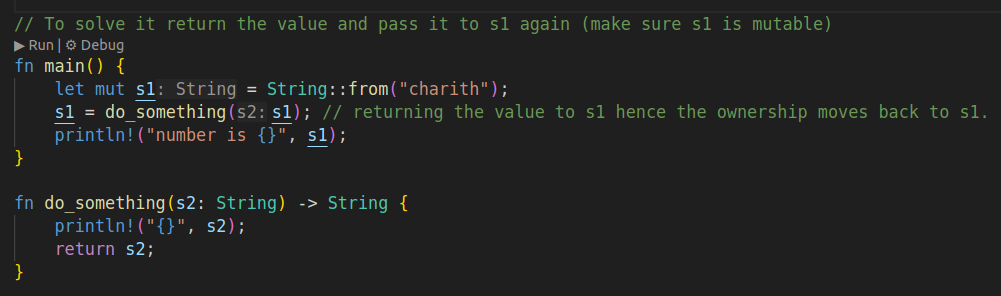 // To solve it return the value and pass it to s1 again (make sure s1 is mutable)
▶ Run | ⚙ Debug
fn main() {
    let mut s1: String = String::from("charith");
    s1 = do_something(s2: s1); // returning the value to s1 hence the ownership moves back to s1.
    println!("number is {}", s1);
}

fn do_something(s2: String) -> String {
    println!("{}", s2);
    return s2;
}